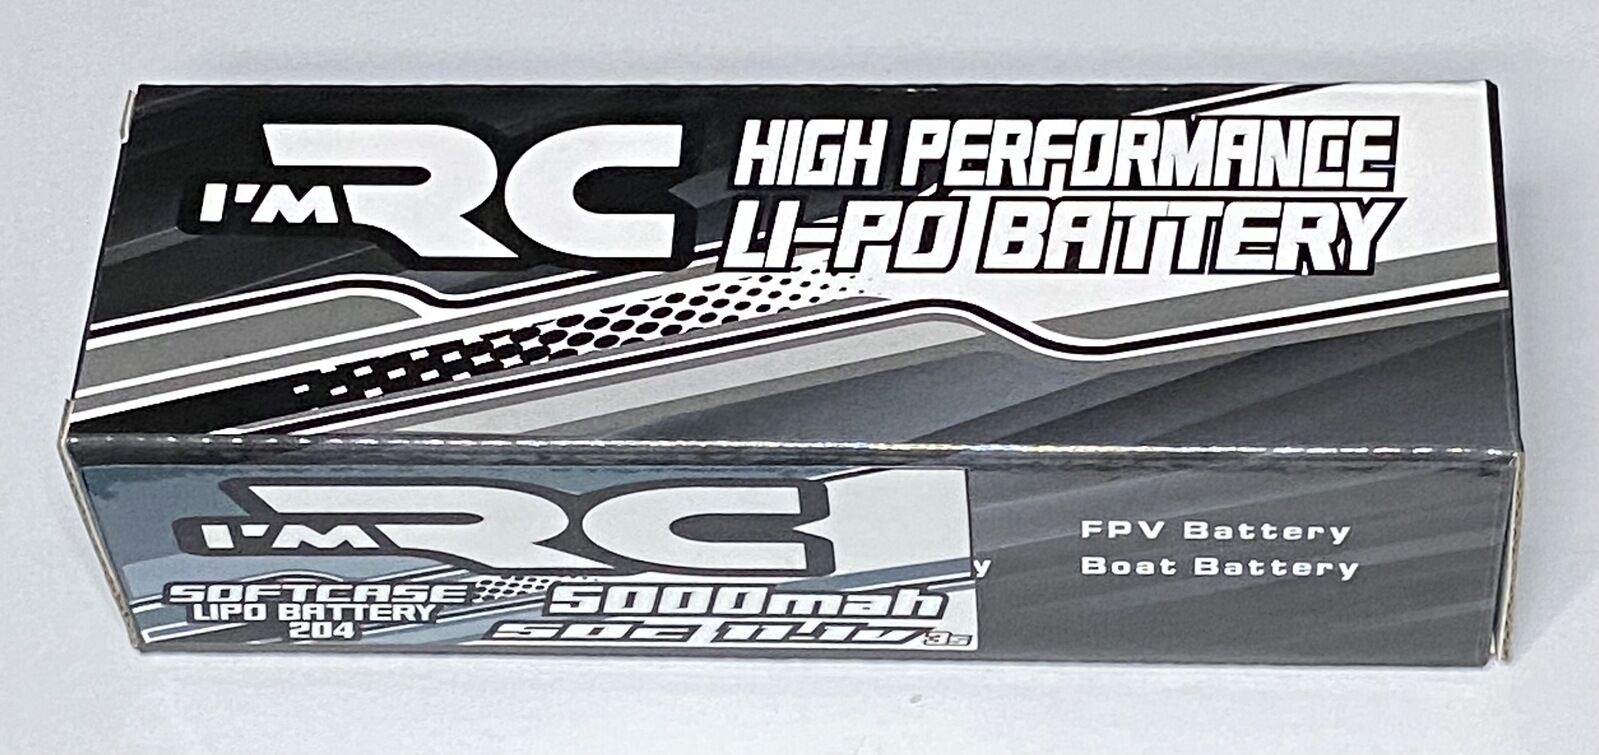 I'M RC
HIGH PERFORMANCE
LI-PO BATTERY
I'M RC
SOFTCASE
LIPO BATTERY
204
5000mah
50c 11.1v/3s
y
FPV Battery
Boat Battery